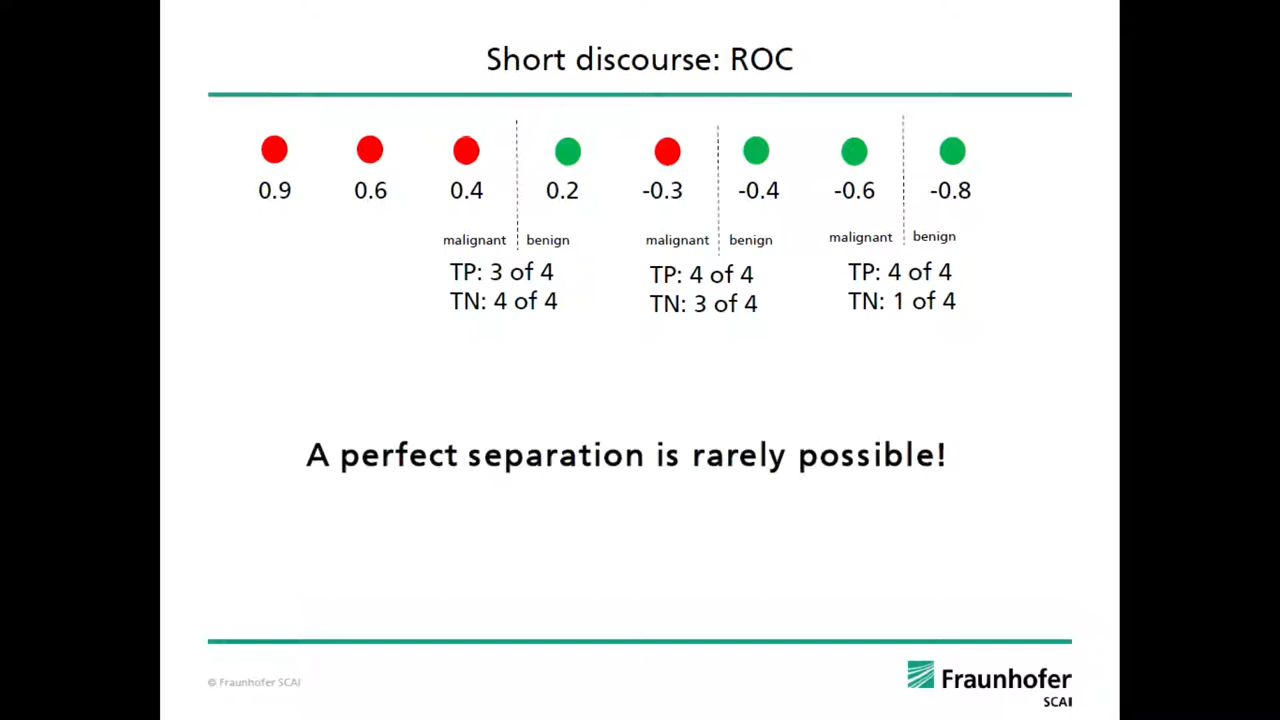 Short discourse: ROC
0.9 0.6 0.4 0.2 -0.3 -0.4 -0.6 -0.8
malignant benign malignant benign malignant benign
TP: 3 of 4 TP: 4 of 4 TP: 4 of 4
TN: 4 of 4 TN: 3 of 4 TN: 1 of 4
A perfect separation is rarely possible!
© Fraunhofer SCAI
Fraunhofer
SCAI